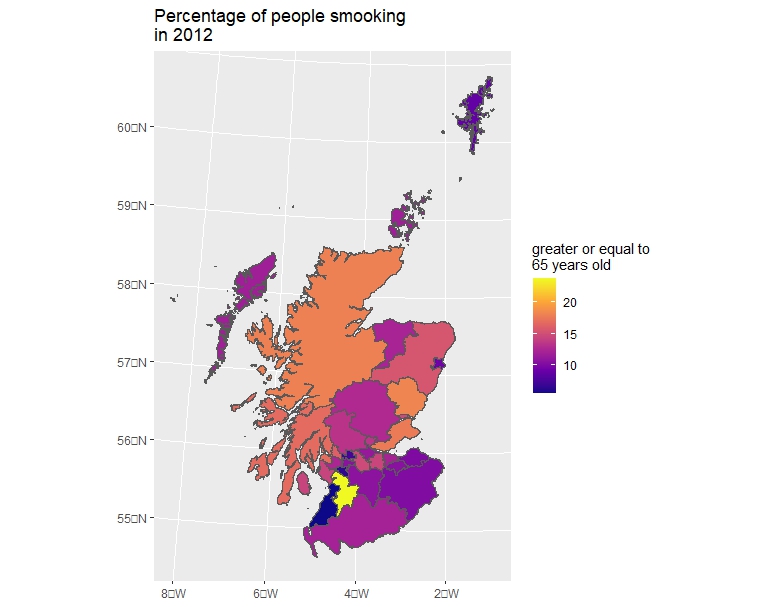 Percentage of people smooking
in 2012
60□N
59□N
58□N
57□N
56□N
55□N
8□W
6□W
4□W
2□W
greater or equal to
65 years old
20
15
10